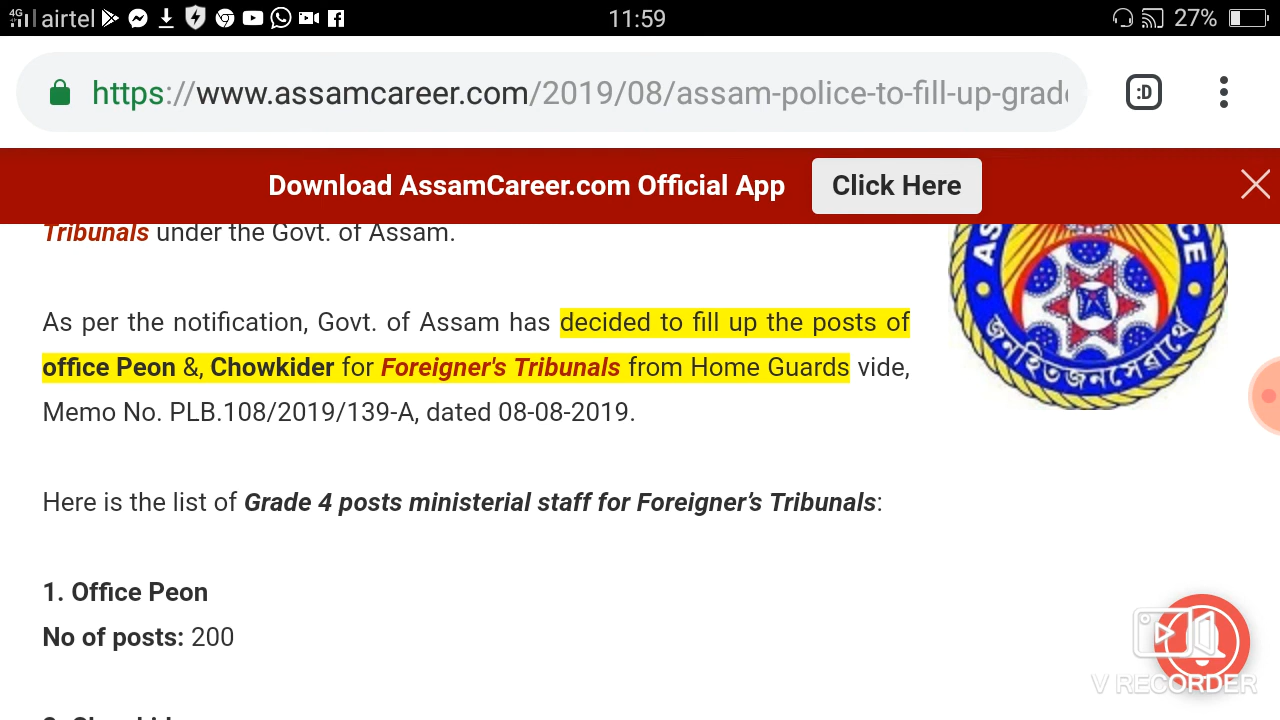 4G airtel 11:59 27%
https://www.assamcareer.com/2019/08/assam-police-to-fill-up-grad
:D
Download AssamCareer.com Official App Click Here
Tribunals under the Govt. of Assam.
As per the notification, Govt. of Assam has decided to fill up the posts of
office Peon &, Chowkider for Foreigner's Tribunals from Home Guards vide,
Memo No. PLB.108/2019/139-A, dated 08-08-2019.
জনহিত জনসেৱাৰ্থে
Here is the list of Grade 4 posts ministerial staff for Foreigner’s Tribunals:
1. Office Peon
No of posts: 200
V RECORDER